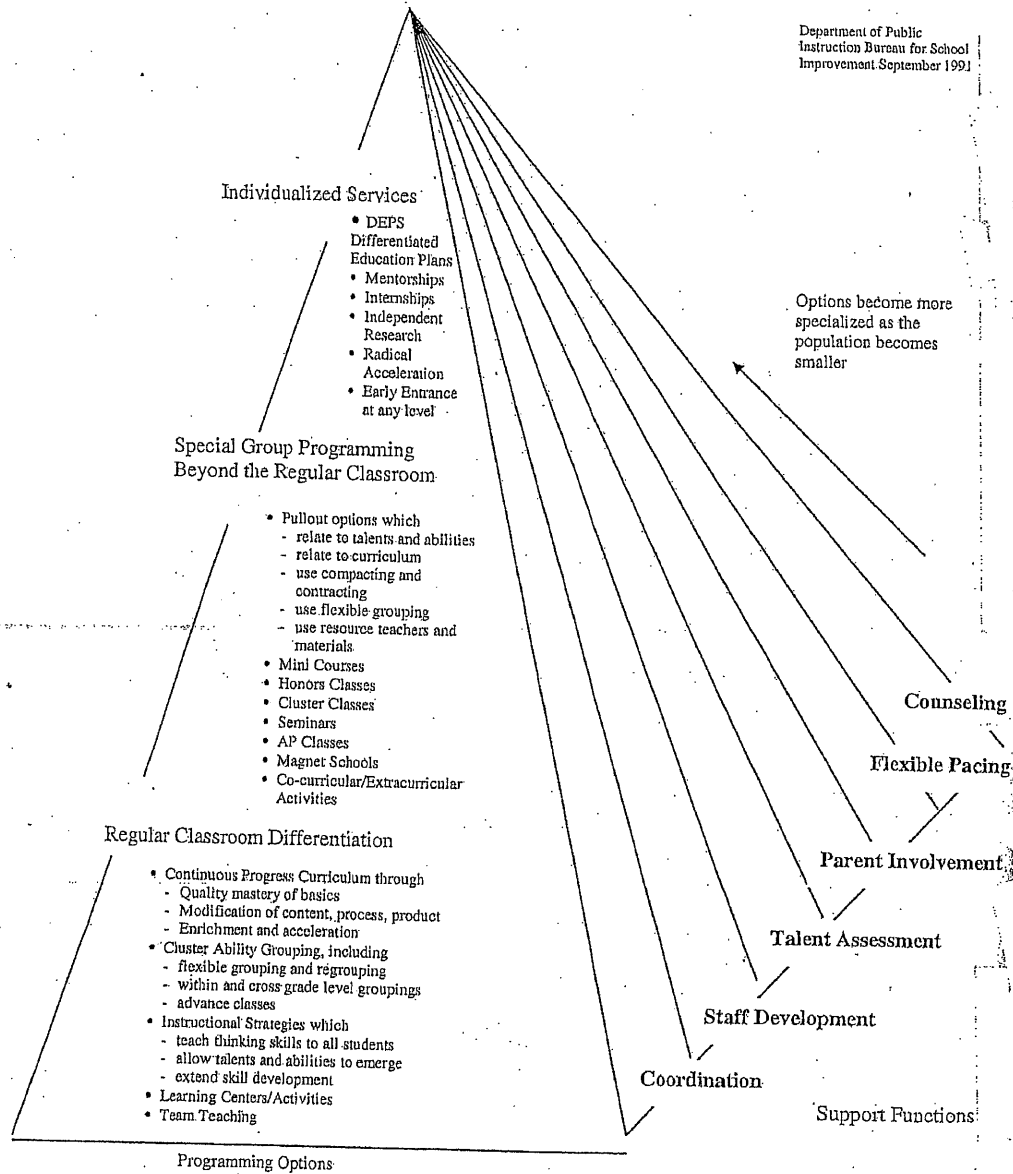 Department of Public
Instruction Bureau for School
Improvement September 1991
Individualized Services
• DEPS
Differentiated
Education Plans
• Mentorships
• Internships
• Independent
Research
• Radical
Acceleration
• Early Entrance
at any level
Options become more
specialized as the
population becomes
smaller
Special Group Programming
Beyond the Regular Classroom
• Pullout options which
- relate to talents and abilities
- relate to curriculum
- use compacting and
contracting
- use flexible grouping
- use resource teachers and
materials
• Mini Courses
• Honors Classes
• Cluster Classes
• Seminars
• AP Classes
• Magnet Schools
• Co-curricular/Extracurricular
Activities
Regular Classroom Differentiation
• Continuous Progress Curriculum through
- Quality mastery of basics
- Modification of content, process, product
- Enrichment and acceleration
• Cluster Ability Grouping, including
- flexible grouping and regrouping
- within and cross grade level groupings
- advance classes
• Instructional Strategies which
- teach thinking skills to all students
- allow talents and abilities to emerge
- extend skill development
• Learning Centers/Activities
• Team Teaching
Programming Options
Counseling
Flexible Pacing
Parent Involvement
Talent Assessment
Staff Development
Coordination
Support Functions